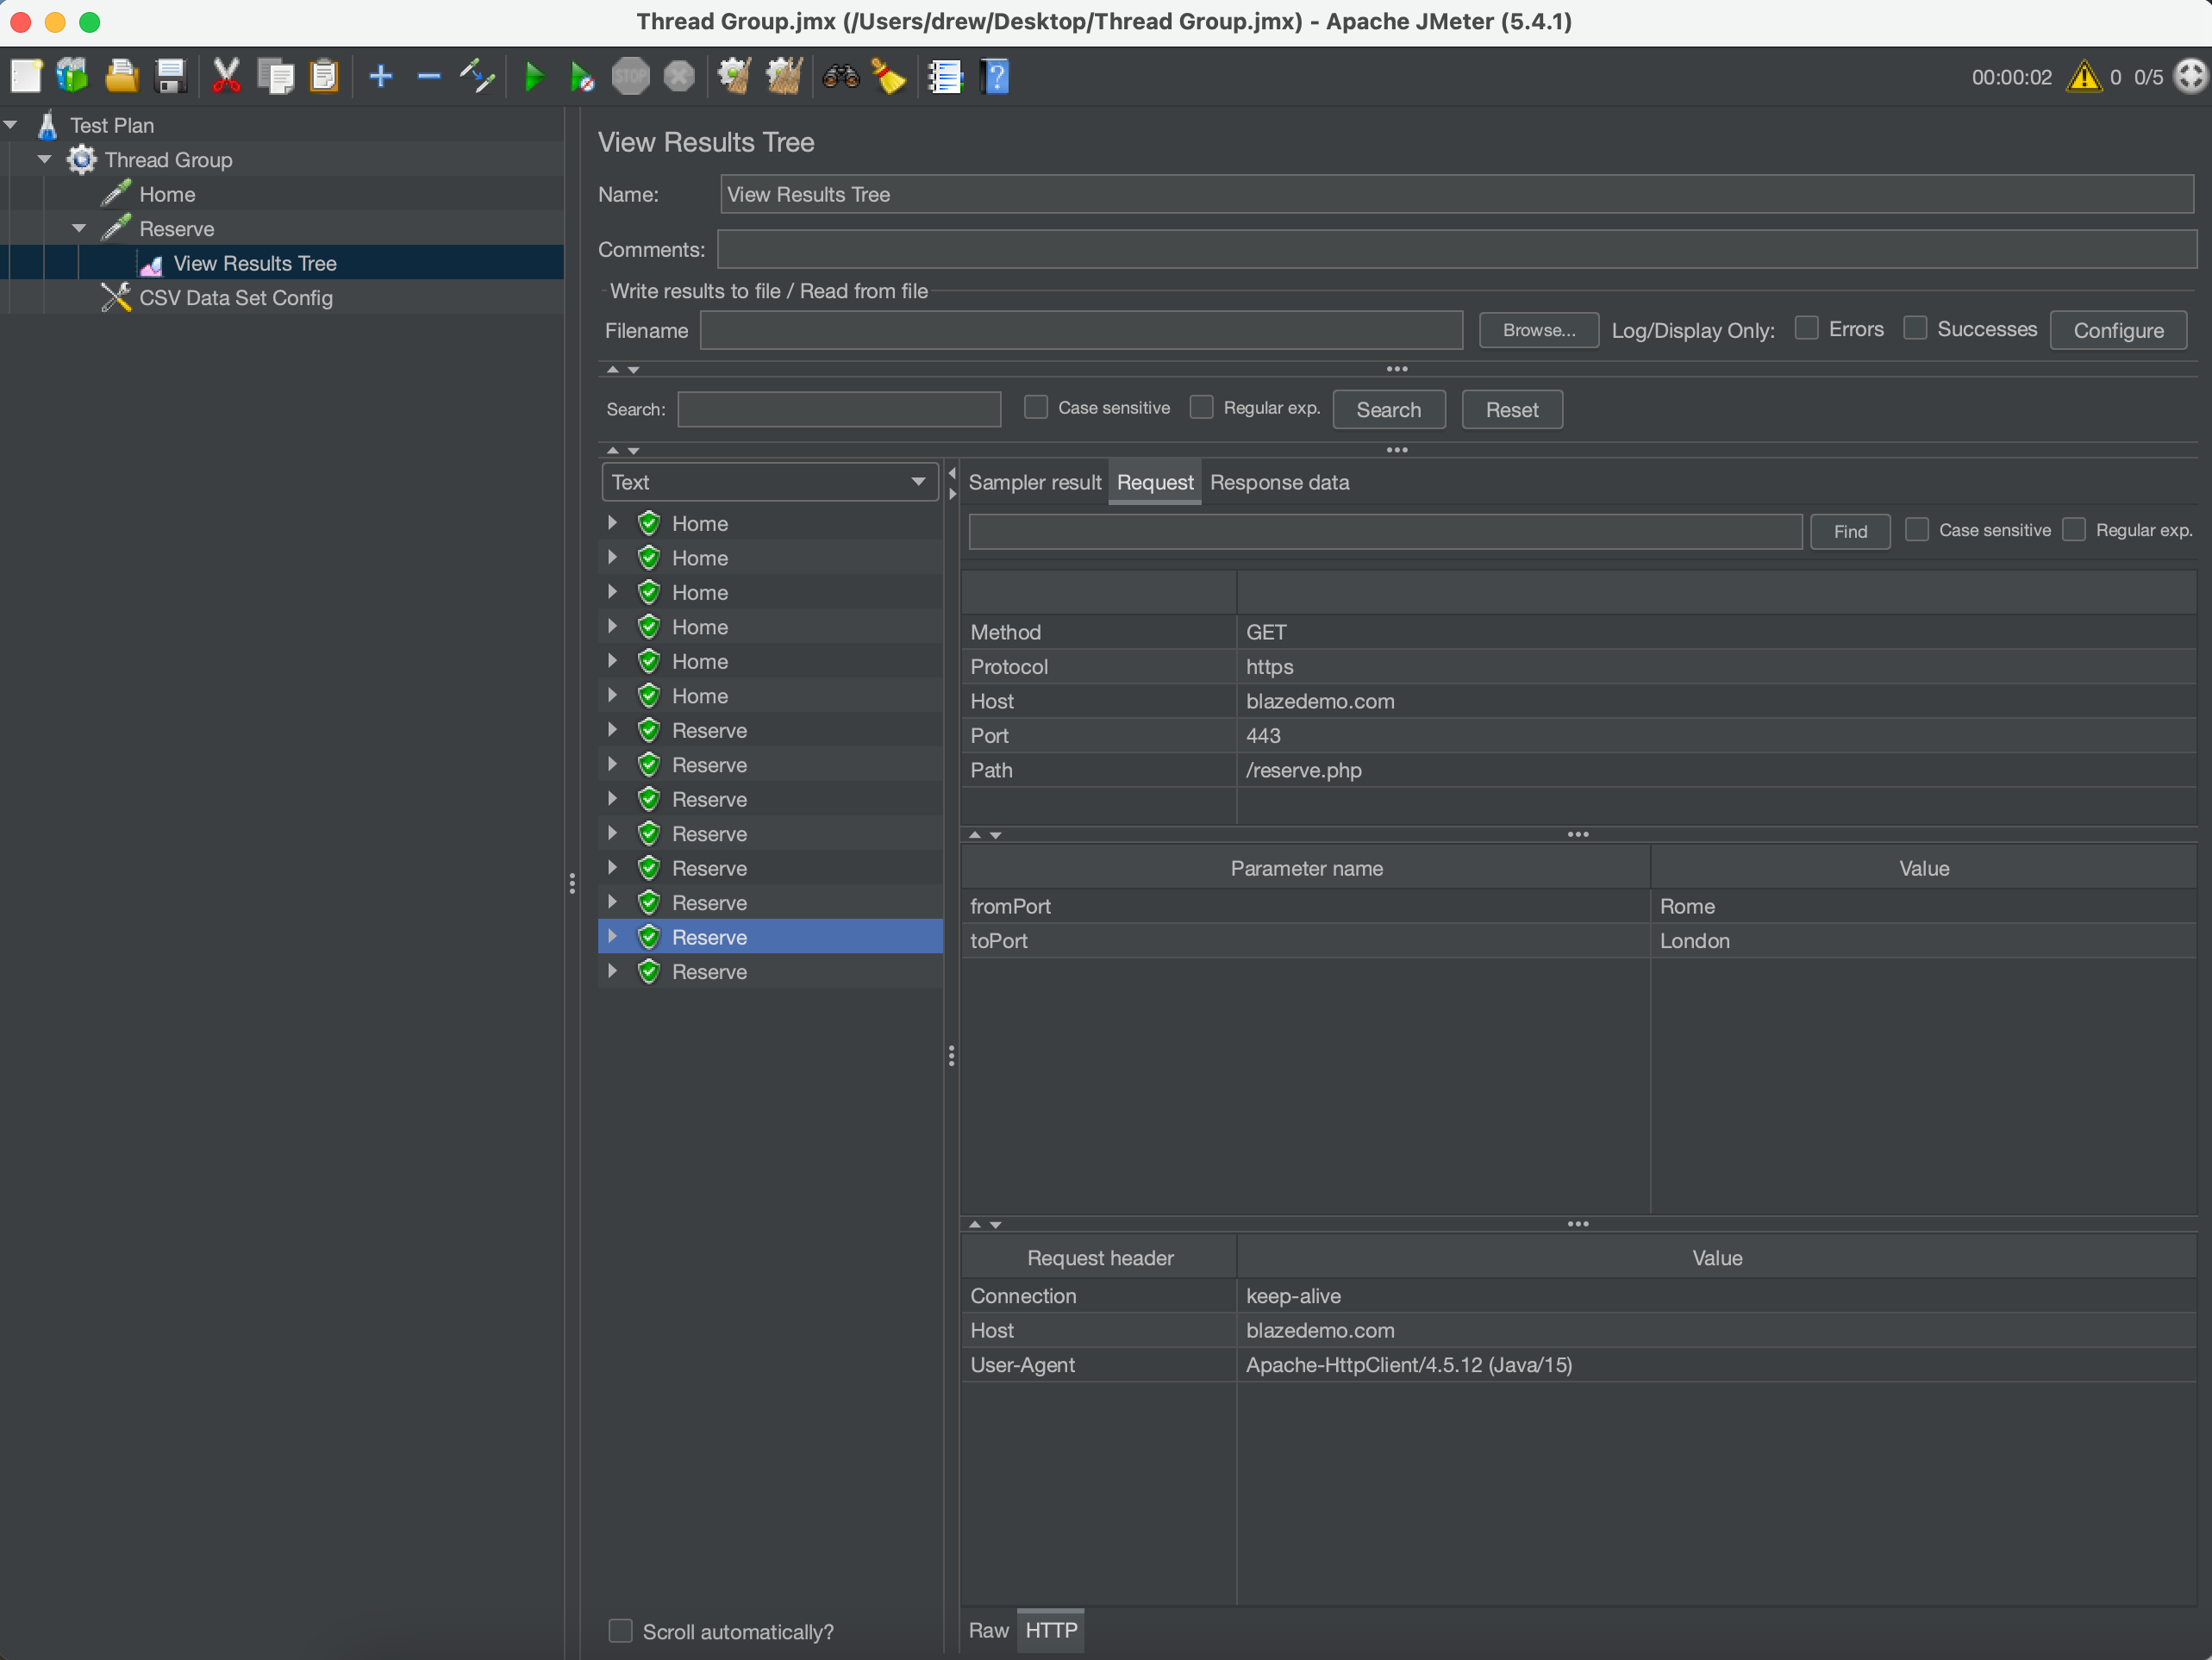 Thread Group.jmx (/Users/drew/Desktop/Thread Group.jmx) - Apache JMeter (5.4.1)
STOP
?
00:00:02 0 0/5
Test Plan
Thread Group
Home
Reserve
View Results Tree
CSV Data Set Config
View Results Tree
Name: View Results Tree
Comments:
Write results to file / Read from file
Filename Browse... Log/Display Only: Errors Successes Configure
Search: Case sensitive Regular exp. Search Reset
Text
Home
Home
Home
Home
Home
Home
Reserve
Reserve
Reserve
Reserve
Reserve
Reserve
Reserve
Reserve
Scroll automatically?
Sampler result Request Response data
Find Case sensitive Regular exp.
Method GET
Protocol https
Host blazedemo.com
Port 443
Path /reserve.php
Parameter name Value
fromPort Rome
toPort London
Request header Value
Connection keep-alive
Host blazedemo.com
User-Agent Apache-HttpClient/4.5.12 (Java/15)
Raw HTTP